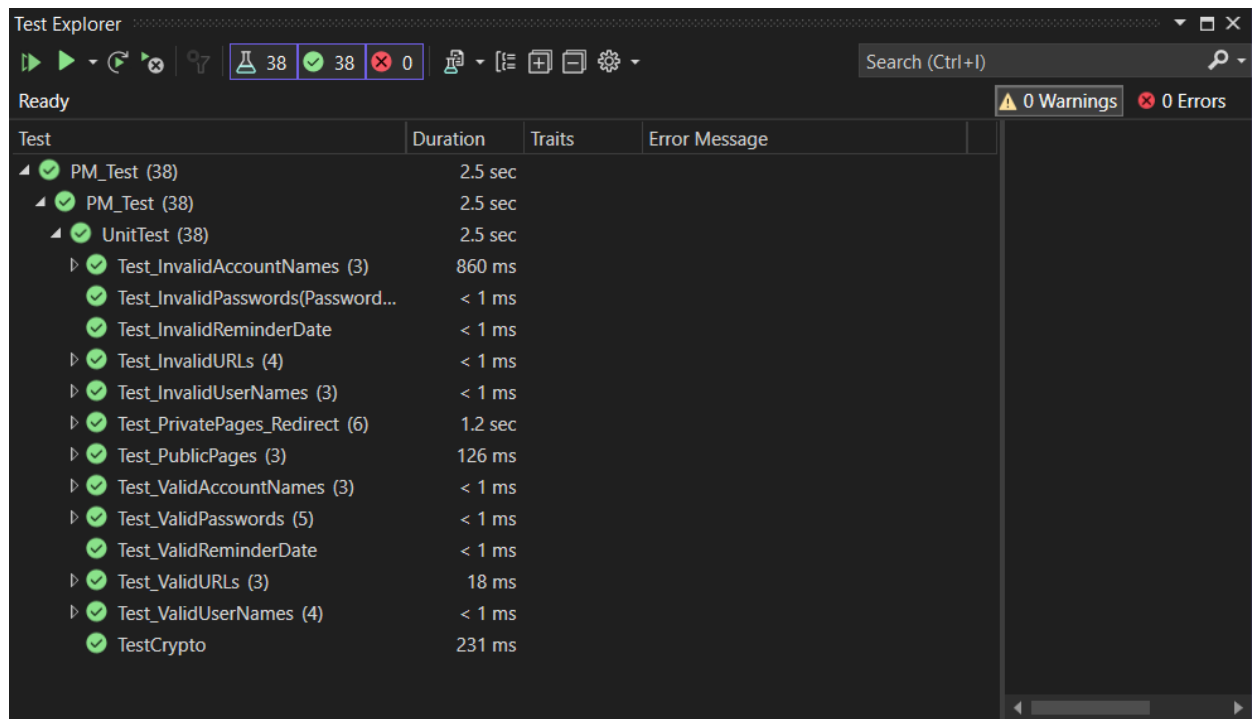 Test Explorer
38 38 0 Search (Ctrl+I)
Ready 0 Warnings 0 Errors
Test Duration Traits Error Message
PM_Test (38) 2.5 sec
PM_Test (38) 2.5 sec
UnitTest (38) 2.5 sec
Test_InvalidAccountNames (3) 860 ms
Test_InvalidPasswords(Password... < 1 ms
Test_InvalidReminderDate < 1 ms
Test_InvalidURLs (4) < 1 ms
Test_InvalidUserNames (3) < 1 ms
Test_PrivatePages_Redirect (6) 1.2 sec
Test_PublicPages (3) 126 ms
Test_ValidAccountNames (3) < 1 ms
Test_ValidPasswords (5) < 1 ms
Test_ValidReminderDate < 1 ms
Test_ValidURLs (3) 18 ms
Test_ValidUserNames (4) < 1 ms
TestCrypto 231 ms